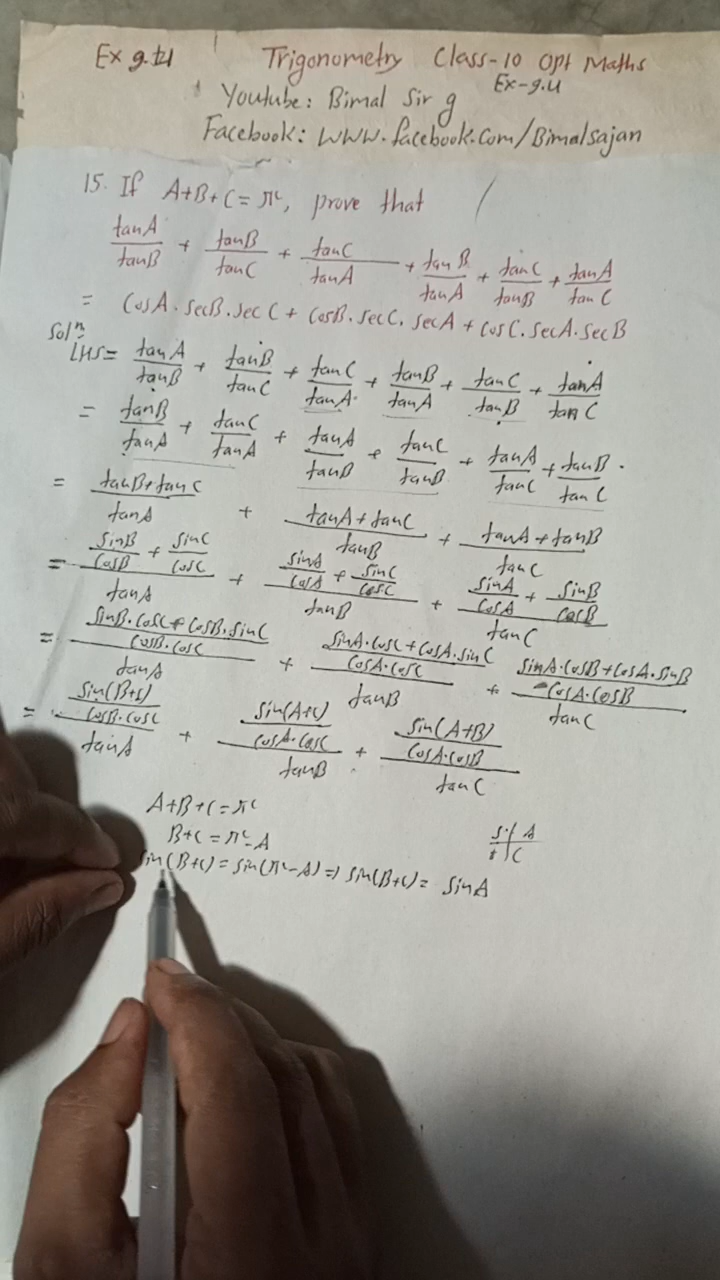 Ex 9.4 Trigonometry Class-10 Opt Maths
Ex-9.4
Youtube: Bimal Sir g
Facebook: WWW.facebook.Com/Bimalsajan
15. If A+B+C = πᶜ, prove that
tanA/tanB + tanB/tanC + tanC/tanA + tanB/tanA + tanC/tanB + tanA/tanC
= CosA.SecB.SecC + CosB.SecC.SecA + CosC.SecA.SecB
Solⁿ
LHS = tanA/tanB + tanB/tanC + tanC/tanA + tanB/tanA + tanC/tanB + tanA/tanC
= tanB/tanA + tanC/tanA + tanA/tanB + tanC/tanB + tanA/tanC + tanB/tanC
= (tanB+tanC)/tanA + (tanA+tanC)/tanB + (tanA+tanB)/tanC
= (sinB/cosB + sinC/cosC)/tanA + (sinA/cosA + sinC/cosC)/tanB + (sinA/cosA + sinB/cosB)/tanC
= ((sinB.cosC+cosB.sinC)/(cosB.cosC))/tanA + ((sinA.cosC+cosA.sinC)/(cosA.cosC))/tanB + ((sinA.cosB+cosA.sinB)/(cosA.cosB))/tanC
= (sin(B+C)/(cosB.cosC))/tanA + (sin(A+C)/(cosA.cosC))/tanB + (sin(A+B)/(cosA.cosB))/tanC
A+B+C = πᶜ
B+C = πᶜ-A
sin(B+C) = sin(πᶜ-A) => sin(B+C) = sinA
S A
t C